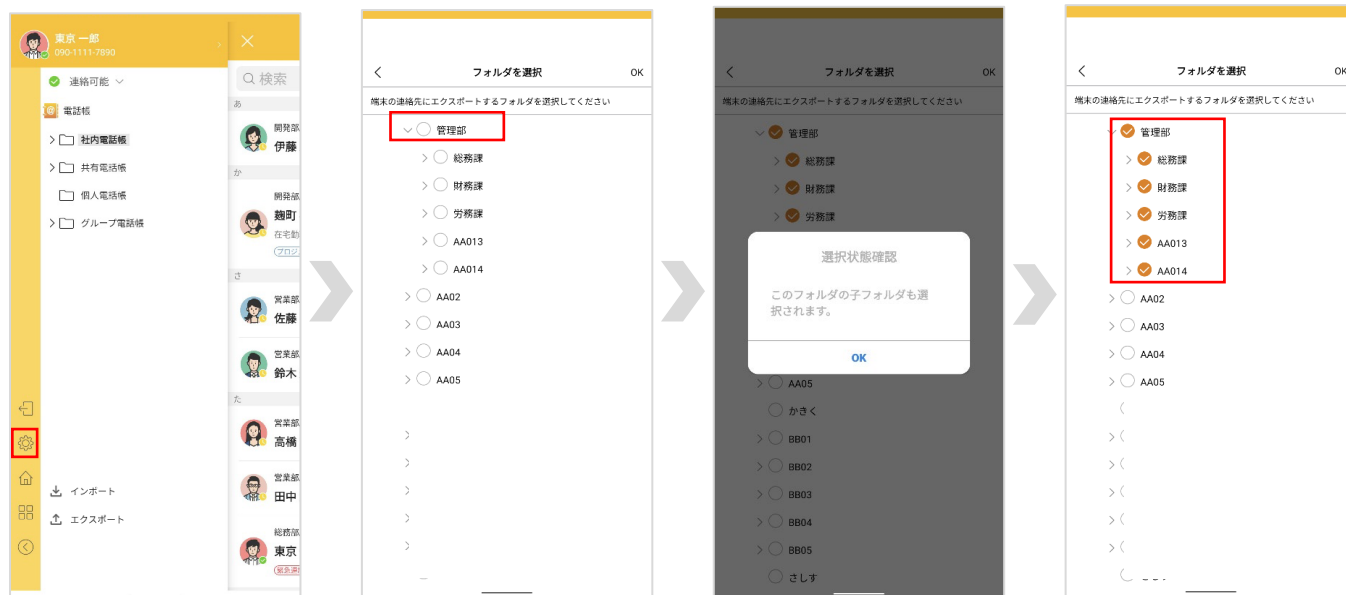 東京 一郎
090-1111-7890
連絡可能
電話帳
社内電話帳
共有電話帳
個人電話帳
グループ電話帳
インポート
エクスポート
検索
あ
開発部
伊藤
か
開発部
麹町
在宅勤
プロジ
さ
営業部
佐藤
営業部
鈴木
た
営業部
高橋
営業部
田中
総務部
東京
緊急連
フォルダを選択
OK
端末の連絡先にエクスポートするフォルダを選択してください
管理部
総務課
財務課
労務課
AA013
AA014
AA02
AA03
AA04
AA05
フォルダを選択
OK
端末の連絡先にエクスポートするフォルダを選択してください
管理部
総務課
財務課
労務課
選択状態確認
このフォルダの子フォルダも選
択されます。
OK
AA05
かきく
BB01
BB02
BB03
BB04
BB05
さしす
フォルダを選択
OK
端末の連絡先にエクスポートするフォルダを選択してください
管理部
総務課
財務課
労務課
AA013
AA014
AA02
AA03
AA04
AA05